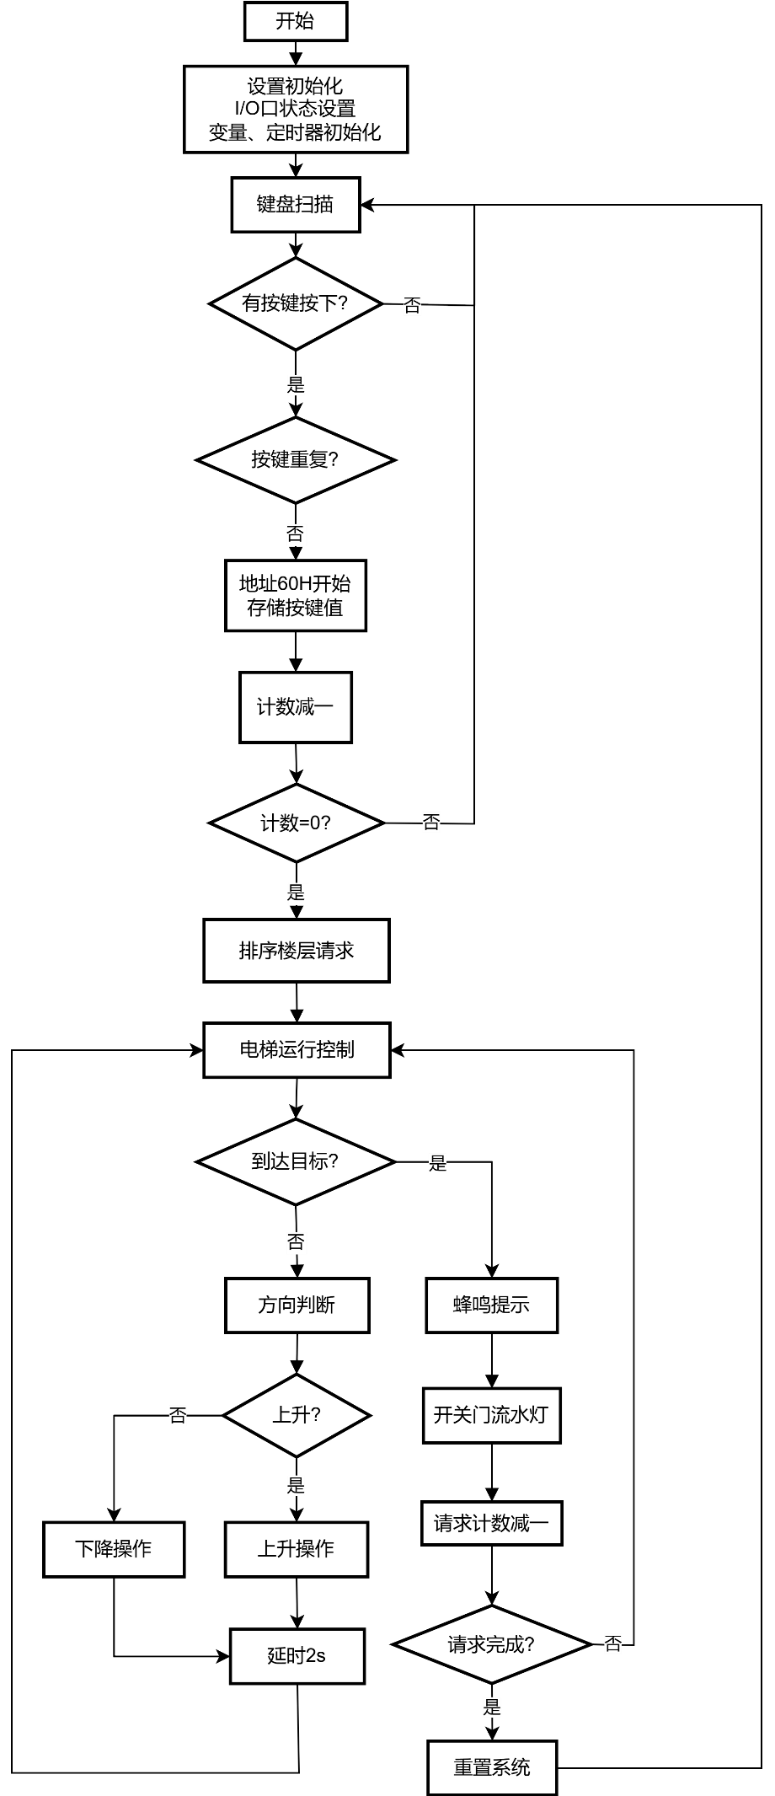 开始
设置初始化
I/O口状态设置
变量、定时器初始化
键盘扫描
有按键按下?
否
是
按键重复?
否
地址60H开始
存储按键值
计数减一
计数=0?
否
是
排序楼层请求
电梯运行控制
到达目标?
是
否
方向判断
蜂鸣提示
上升?
否
是
开关门流水灯
请求计数减一
下降操作
上升操作
请求完成?
否
延时2s
是
重置系统